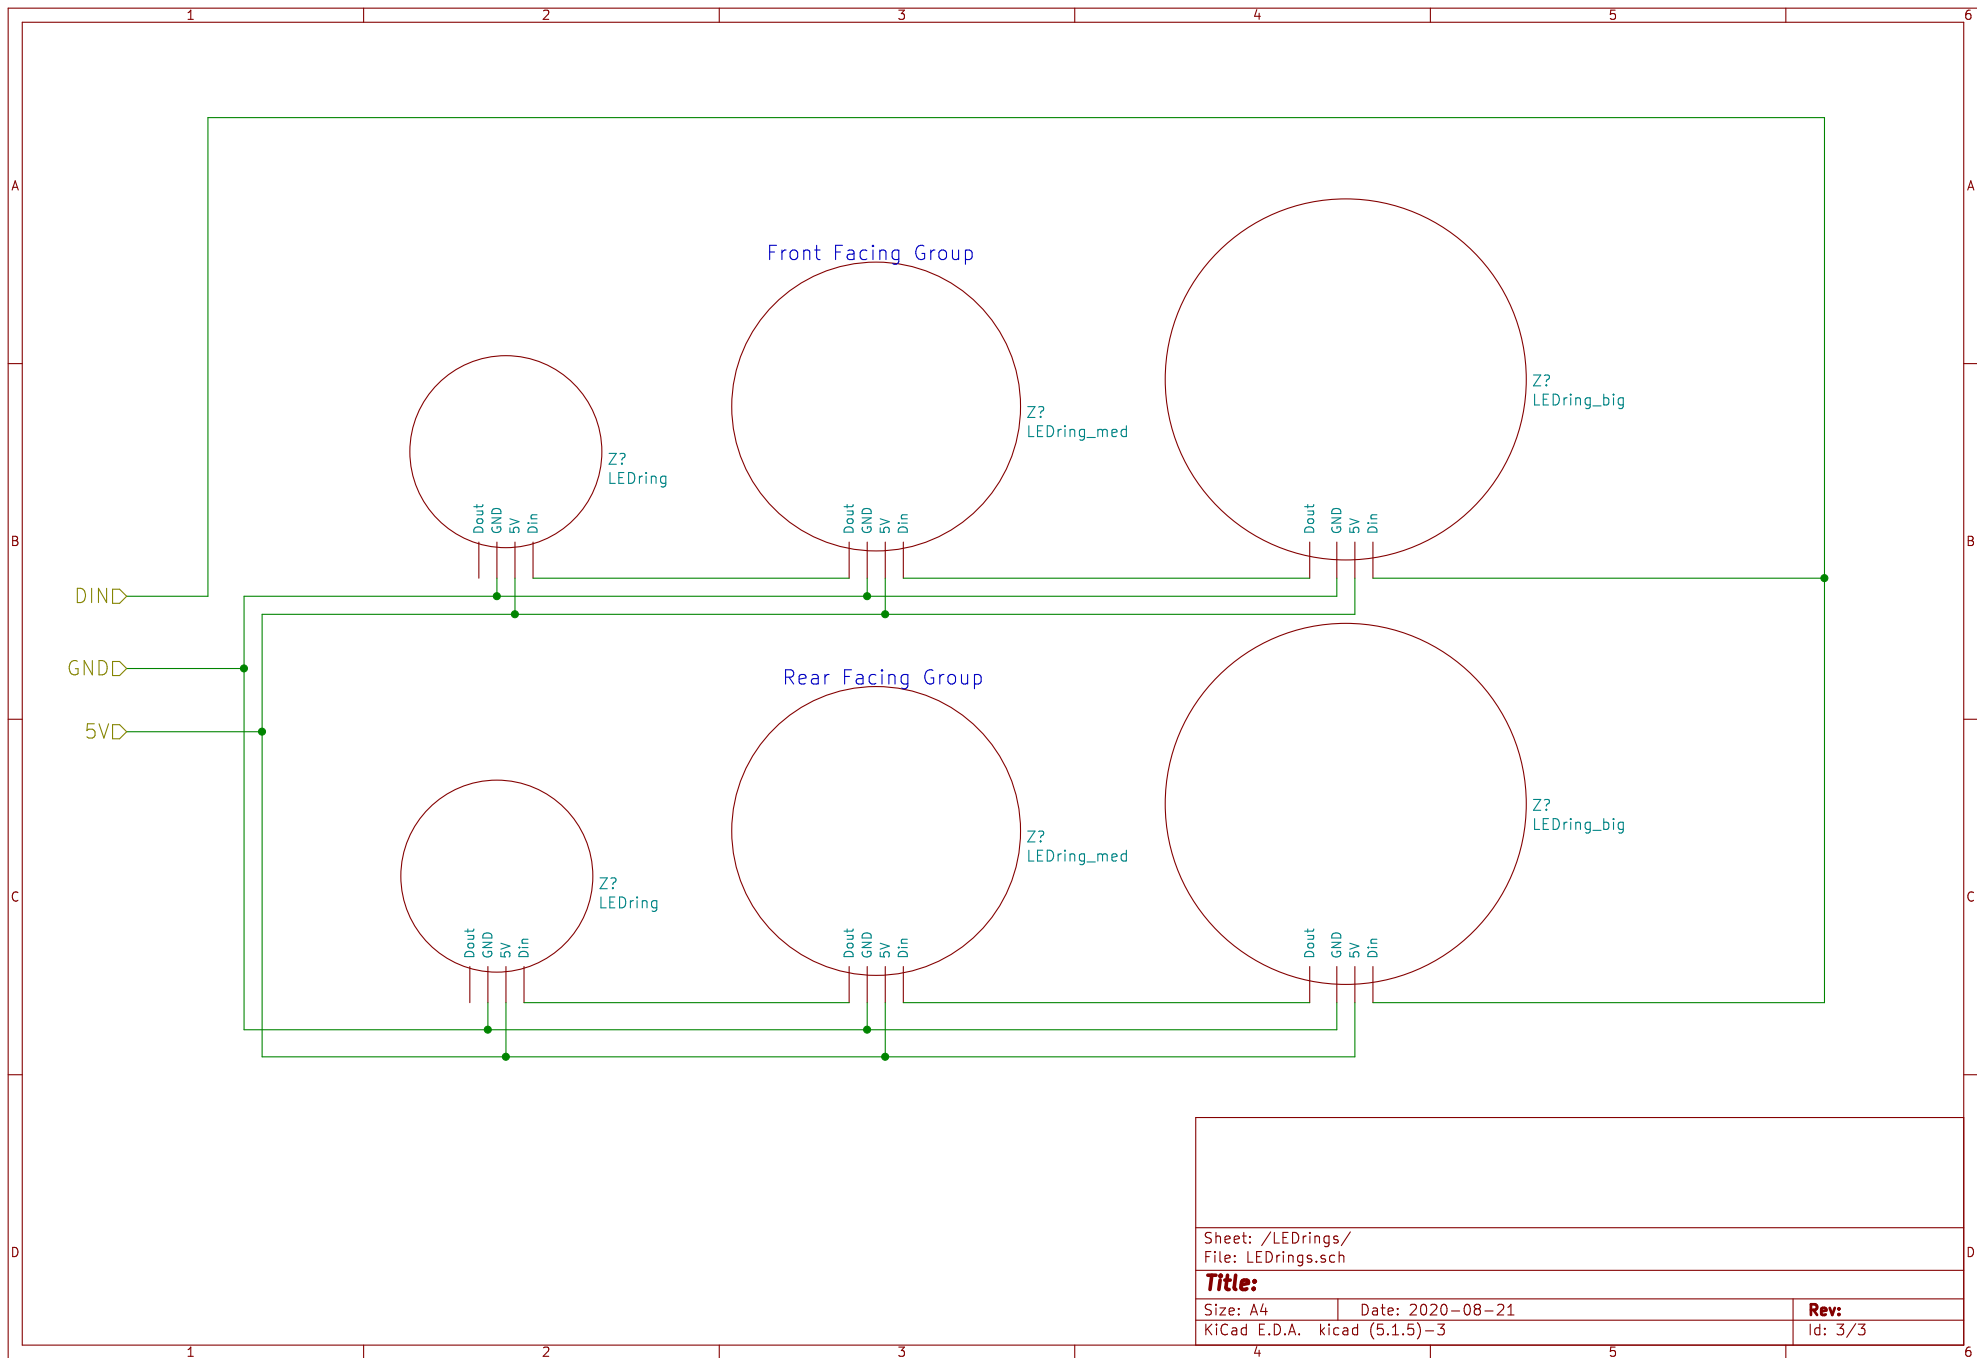 1 2 3 4 5 6
A A
Front Facing Group
Z?
LEDring_big
Z?
LEDring_med
Z?
LEDring
Dout GND 5V Din
Dout GND 5V Din
Dout GND 5V Din
B B
DIN
GND
Rear Facing Group
5V
Z?
LEDring_big
Z?
LEDring_med
Z?
LEDring
C C
Dout GND 5V Din
Dout GND 5V Din
Dout GND 5V Din
Sheet: /LEDrings/
File: LEDrings.sch
D D
Title:
Size: A4 Date: 2020-08-21 Rev:
KiCad E.D.A. kicad (5.1.5)-3 Id: 3/3
1 2 3 4 5 6